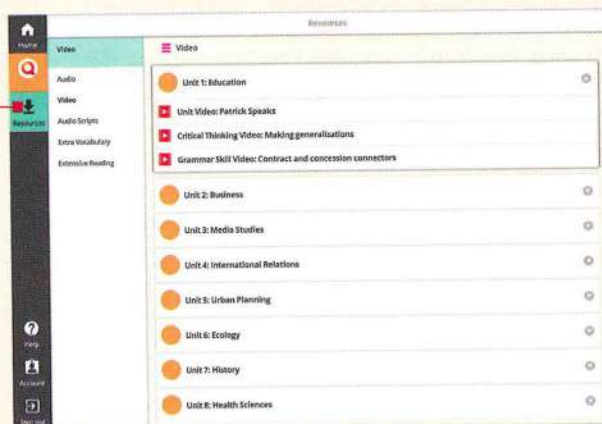 Resources
Home
Resources
Help
Account
Sign out
Video
Audio
Video
Audio Scripts
Extra Vocabulary
Extensive Reading
Video
Unit 1: Education
Unit Video: Patrick Speaks
Critical Thinking Video: Making generalizations
Grammar Skill Video: Contract and concession connectors
Unit 2: Business
Unit 3: Media Studies
Unit 4: International Relations
Unit 5: Urban Planning
Unit 6: Ecology
Unit 7: History
Unit 8: Health Sciences